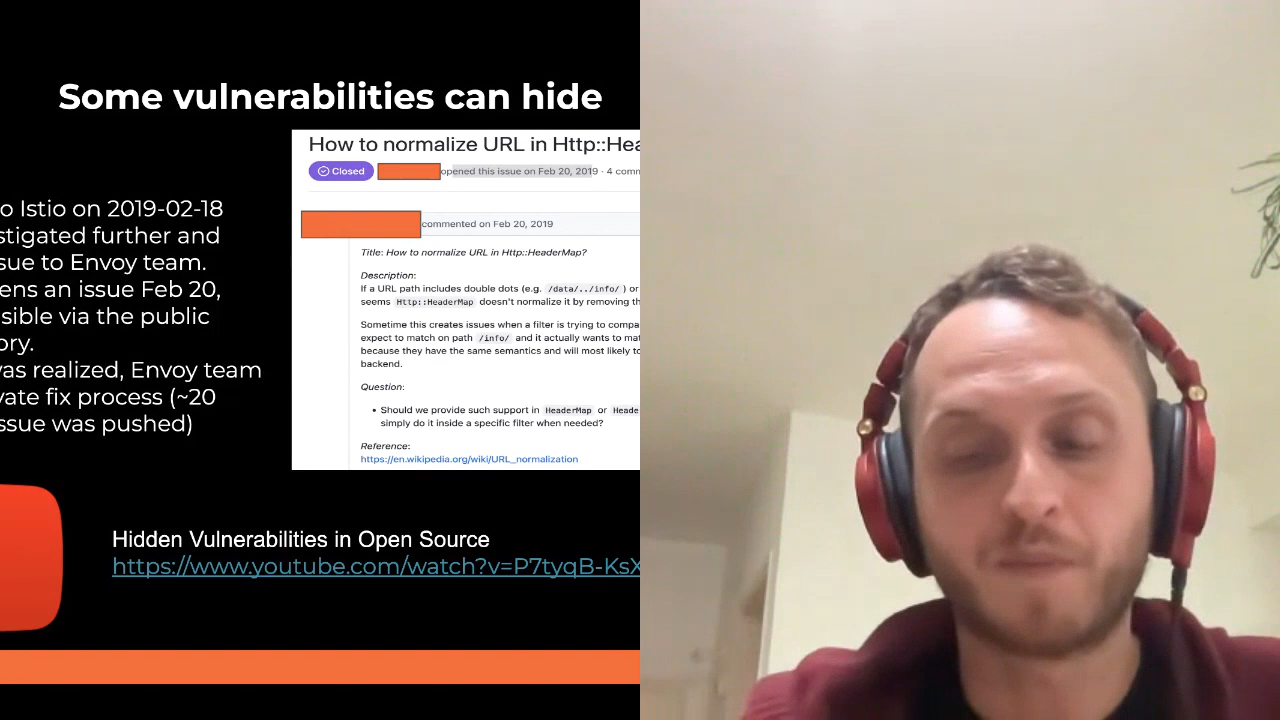 Some vulnerabilities can hide
o Istio on 2019-02-18
stigated further and
sue to Envoy team.
ens an issue Feb 20,
sible via the public
ory.
was realized, Envoy team
vate fix process (~20
ssue was pushed)
How to normalize URL in Http::Hea
Closed opened this issue on Feb 20, 2019 · 4 comm
commented on Feb 20, 2019
Title: How to normalize URL in Http::HeaderMap?
Description:
If a URL path includes double dots (e.g. /data/../info/ ) or
seems Http::HeaderMap doesn't normalize it by removing th
Sometime this creates issues when a filter is trying to compa
expect to match on path /info/ and it actually wants to mat
because they have the same semantics and will most likely to
backend.
Question:
• Should we provide such support in HeaderMap or Heade
simply do it inside a specific filter when needed?
Reference:
https://en.wikipedia.org/wiki/URL_normalization
Hidden Vulnerabilities in Open Source
https://www.youtube.com/watch?v=P7tyqB-KsX